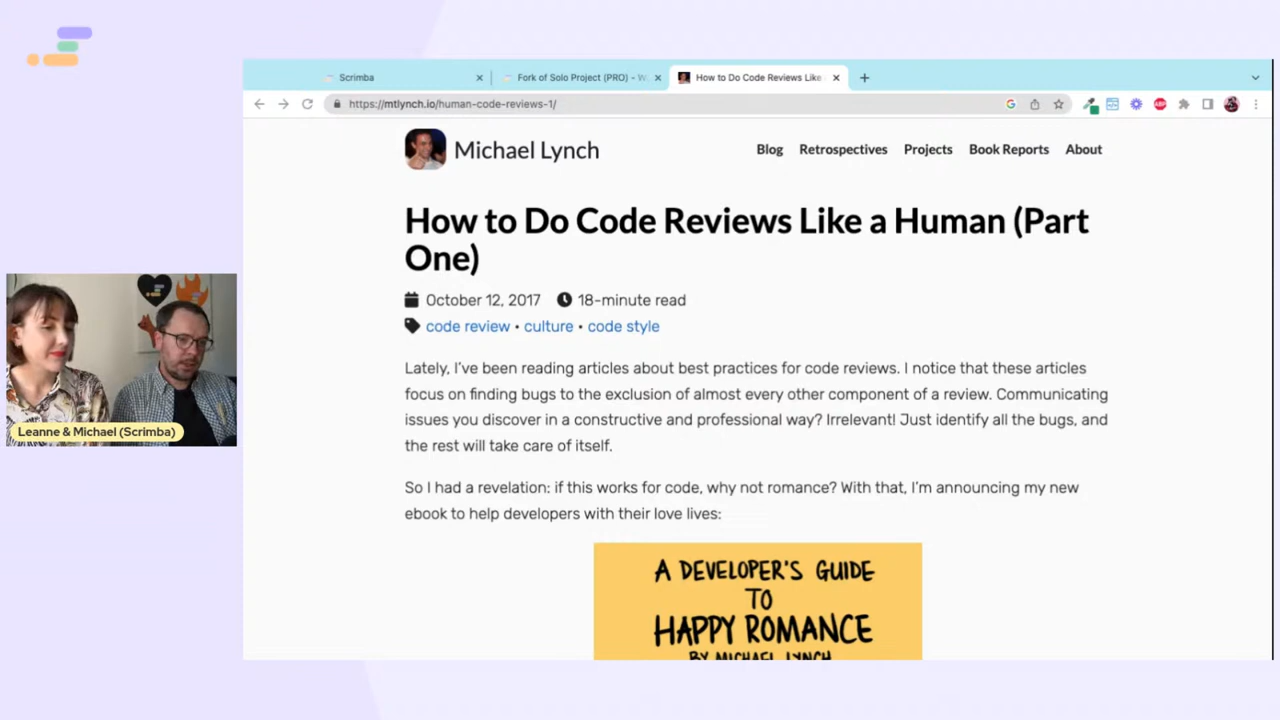 Scrimba
Fork of Solo Project (PRO) - W
How to Do Code Reviews Like
https://mtlynch.io/human-code-reviews-1/
Michael Lynch
Blog
Retrospectives
Projects
Book Reports
About
How to Do Code Reviews Like a Human (Part
One)
October 12, 2017
18-minute read
code review • culture • code style
Lately, I've been reading articles about best practices for code reviews. I notice that these articles
focus on finding bugs to the exclusion of almost every other component of a review. Communicating
issues you discover in a constructive and professional way? Irrelevant! Just identify all the bugs, and
the rest will take care of itself.
So I had a revelation: if this works for code, why not romance? With that, I'm announcing my new
ebook to help developers with their love lives:
A DEVELOPER'S GUIDE
TO
HAPPY ROMANCE
BY MICHAEL LYNCH
Leanne & Michael (Scrimba)